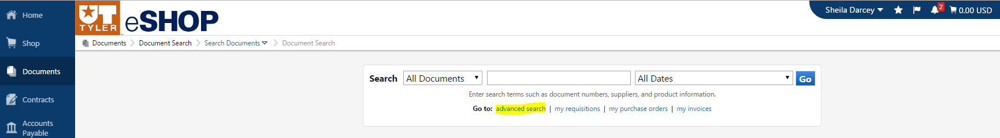 Home
Shop
Documents
Contracts
Accounts
Payable
UT
TYLER
eSHOP
Sheila Darcey 2 0.00 USD
Documents Document Search Search Documents Document Search
Search All Documents All Dates Go
Enter search terms such as document numbers, suppliers, and product information.
Go to: advanced search | my requisitions | my purchase orders | my invoices